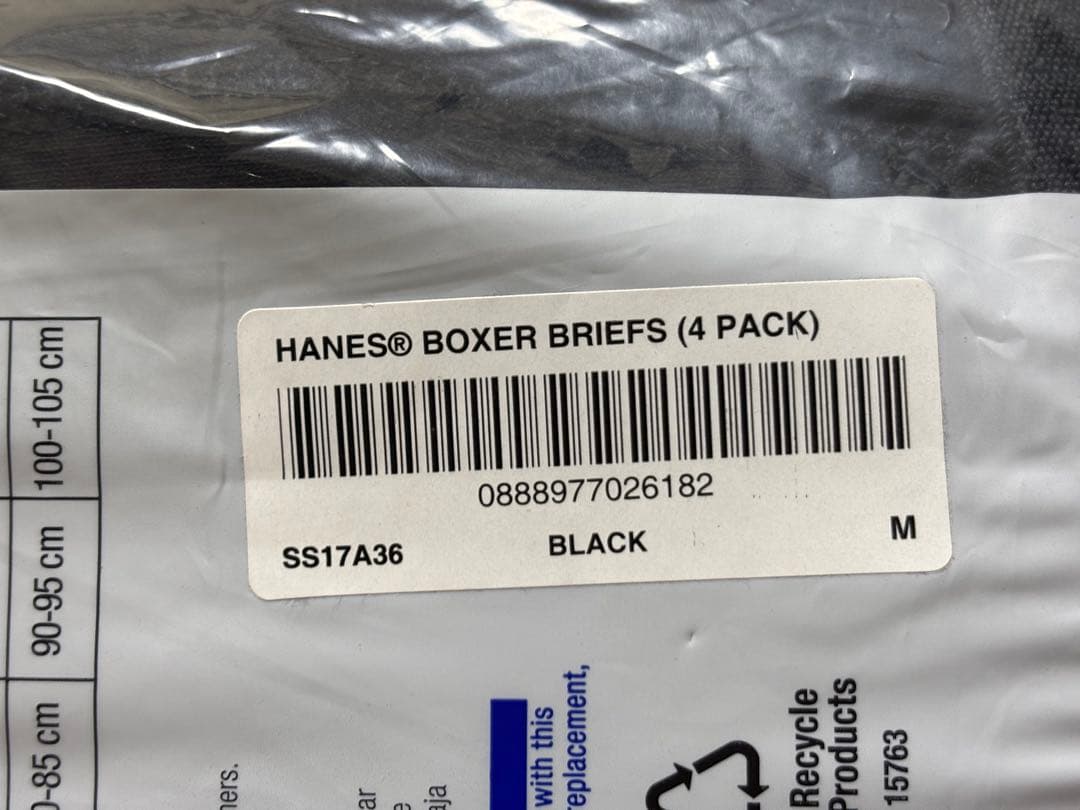 HANES® BOXER BRIEFS (4 PACK)
0888977026182
SS17A36 BLACK M
100-105 cm
90-95 cm
-85 cm
with this
replacement,
Recycle
Products
15763